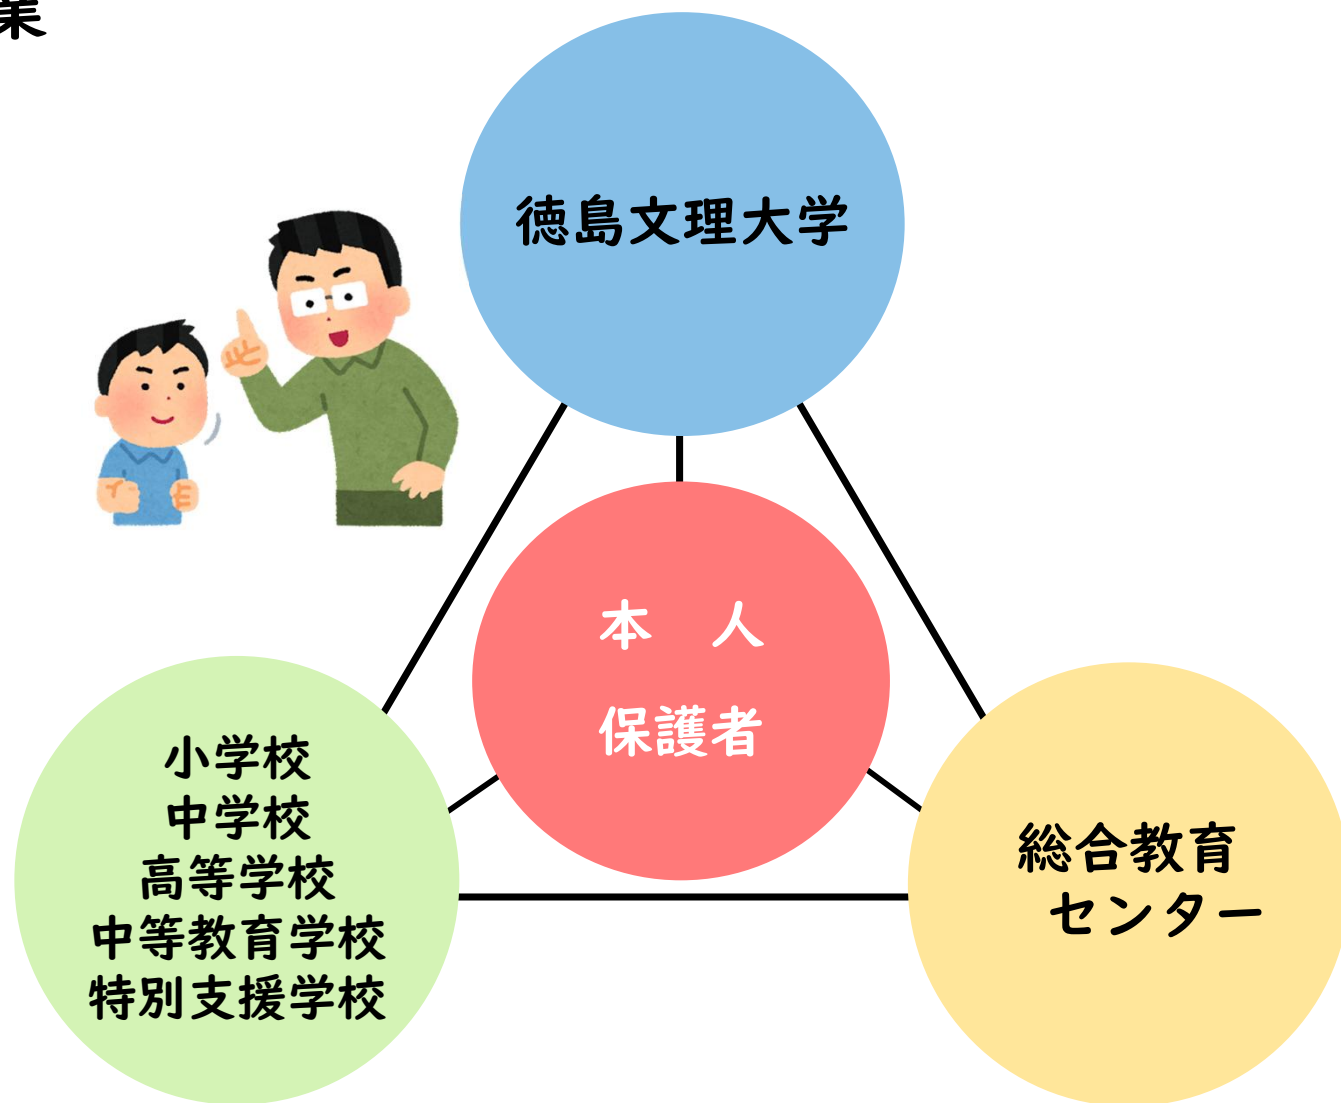 業
徳島文理大学
本　人
保護者
小学校
中学校
高等学校
中等教育学校
特別支援学校
総合教育
センター